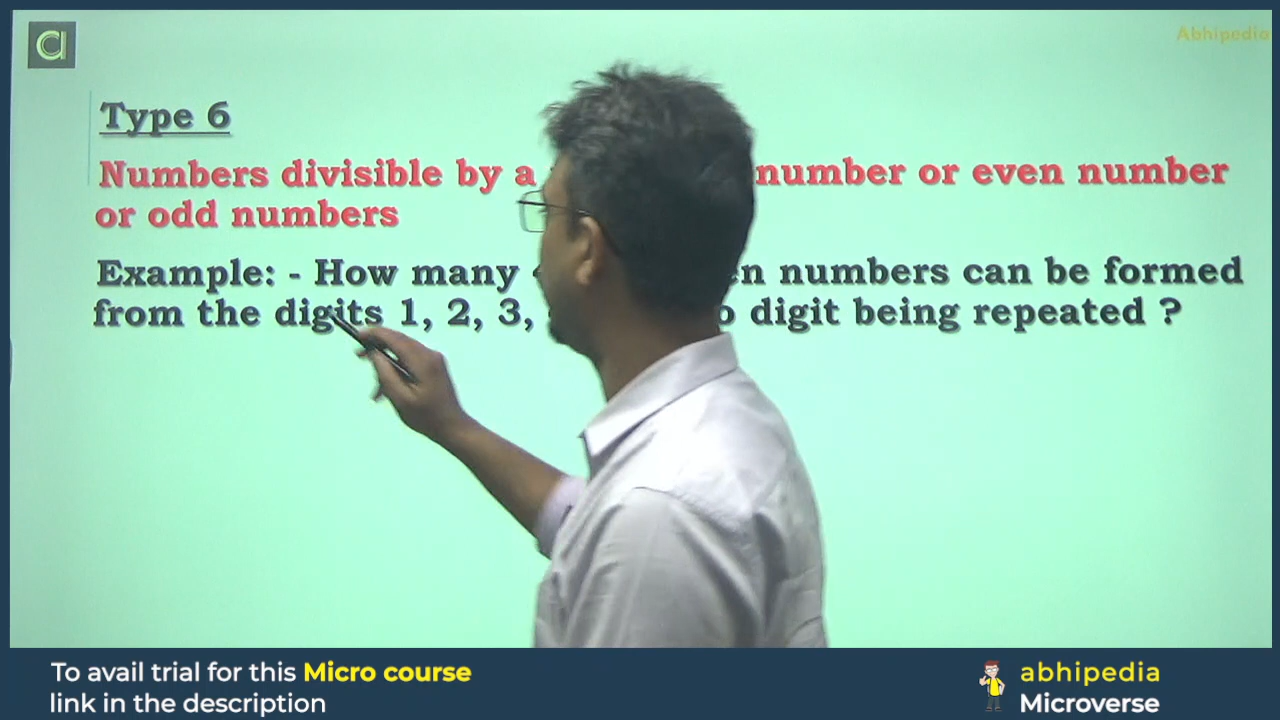 Abhipedia
Type 6
Numbers divisible by a number or even number
or odd numbers
Example: - How many numbers can be formed
from the digits 1, 2, 3, digit being repeated ?
To avail trial for this Micro course
link in the description
abhipedia
Microverse